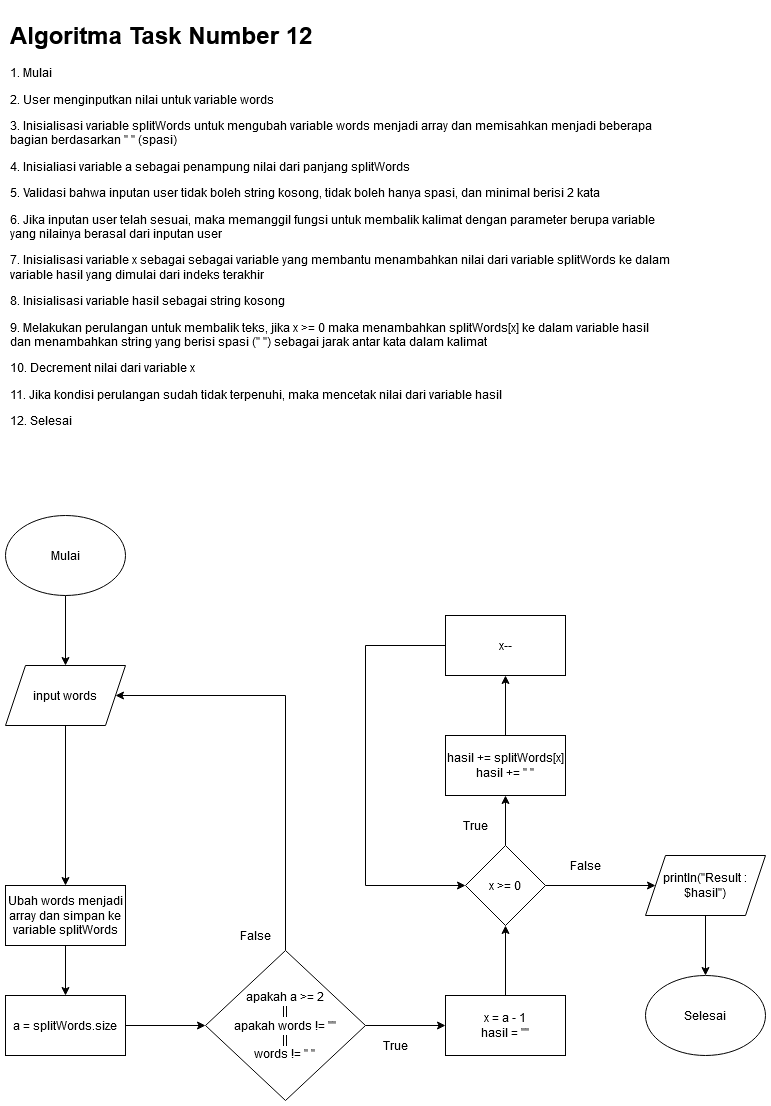 Algoritma Task Number 12
1. Mulai
2. User menginputkan nilai untuk variable words
3. Inisialisasi variable splitWords untuk mengubah variable words menjadi array dan memisahkan menjadi beberapa
bagian berdasarkan " " (spasi)
4. Inisialiasi variable a sebagai penampung nilai dari panjang splitWords
5. Validasi bahwa inputan user tidak boleh string kosong, tidak boleh hanya spasi, dan minimal berisi 2 kata
6. Jika inputan user telah sesuai, maka memanggil fungsi untuk membalik kalimat dengan parameter berupa variable
yang nilainya berasal dari inputan user
7. Inisialisasi variable x sebagai sebagai variable yang membantu menambahkan nilai dari variable splitWords ke dalam
variable hasil yang dimulai dari indeks terakhir
8. Inisialisasi variable hasil sebagai string kosong
9. Melakukan perulangan untuk membalik teks, jika x >= 0 maka menambahkan splitWords[x] ke dalam variable hasil
dan menambahkan string yang berisi spasi (" ") sebagai jarak antar kata dalam kalimat
10. Decrement nilai dari variable x
11. Jika kondisi perulangan sudah tidak terpenuhi, maka mencetak nilai dari variable hasil
12. Selesai
Mulai
input words
Ubah words menjadi
array dan simpan ke
variable splitWords
a = splitWords.size
False
apakah a >= 2
||
apakah words != ""
||
words != " "
True
x = a - 1
hasil = ""
x >= 0
True
hasil += splitWords[x]
hasil += " "
x--
False
println("Result :
$hasil")
Selesai